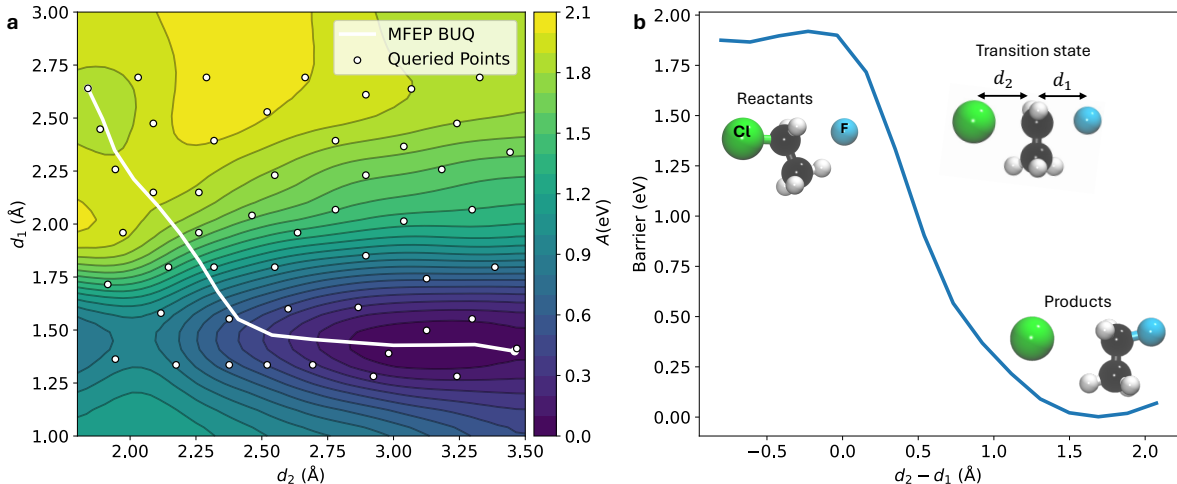 a
3.00
2.75
2.50
2.25
2.00
1.75
1.50
1.25
1.00
d₁ (Å)
2.00
2.25
2.50
2.75
3.00
3.25
3.50
d₂ (Å)
MFEP BUQ
Queried Points
2.1
1.8
1.5
1.2
0.9
0.6
0.3
0.0
A(eV)
b
2.00
1.75
1.50
1.25
1.00
0.75
0.50
0.25
0.00
Barrier (eV)
−0.5
0.0
0.5
1.0
1.5
2.0
d₂ − d₁ (Å)
Reactants
Cl
F
Transition state
d₂
d₁
Products